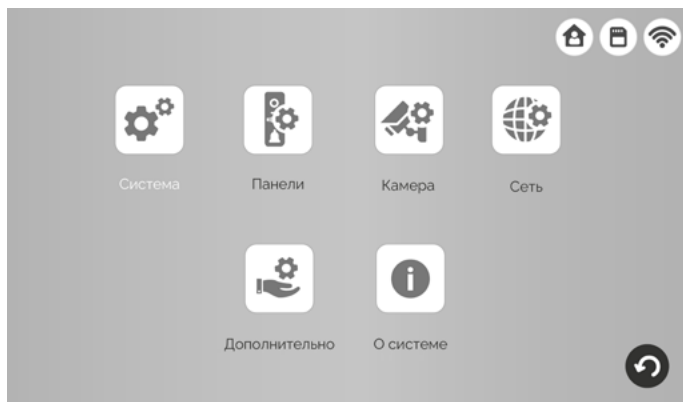 Система
Панели
Камера
Сеть
Дополнительно
О системе